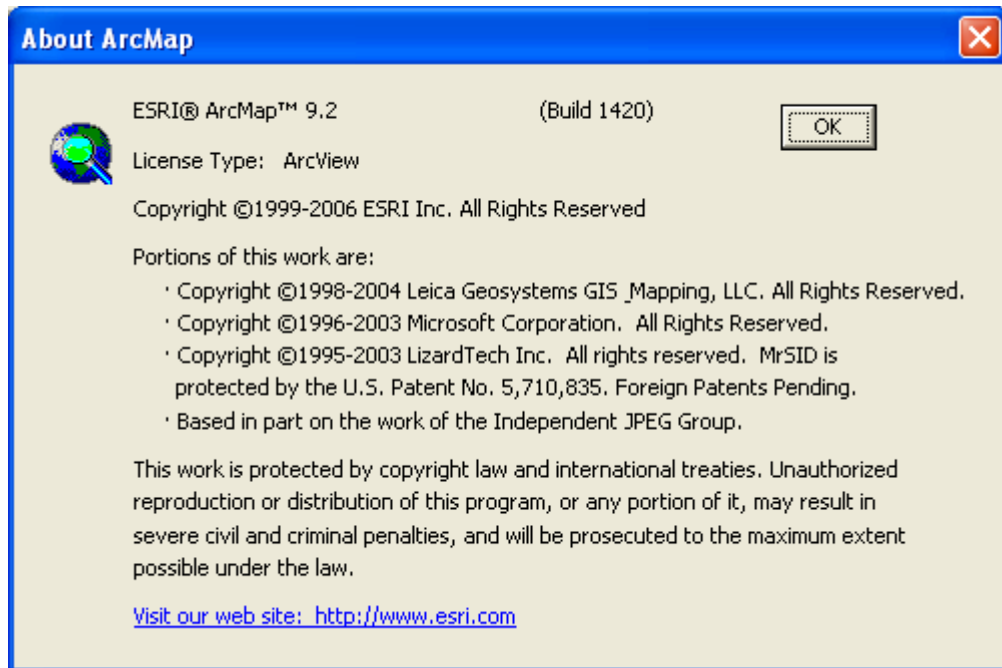 About ArcMap
ESRI® ArcMap™ 9.2 (Build 1420)
OK
License Type: ArcView
Copyright ©1999-2006 ESRI Inc. All Rights Reserved
Portions of this work are:
· Copyright ©1998-2004 Leica Geosystems GIS _Mapping, LLC. All Rights Reserved.
· Copyright ©1996-2003 Microsoft Corporation. All Rights Reserved.
· Copyright ©1995-2003 LizardTech Inc. All rights reserved. MrSID is
protected by the U.S. Patent No. 5,710,835. Foreign Patents Pending.
· Based in part on the work of the Independent JPEG Group.
This work is protected by copyright law and international treaties. Unauthorized
reproduction or distribution of this program, or any portion of it, may result in
severe civil and criminal penalties, and will be prosecuted to the maximum extent
possible under the law.
Visit our web site: http://www.esri.com